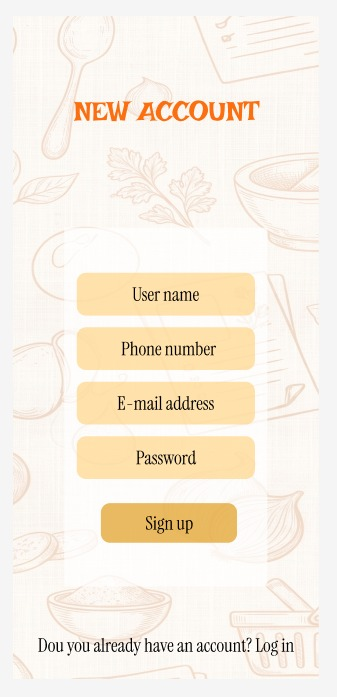 NEW ACCOUNT
User name
Phone number
E-mail address
Password
Sign up
Dou you already have an account? Log in